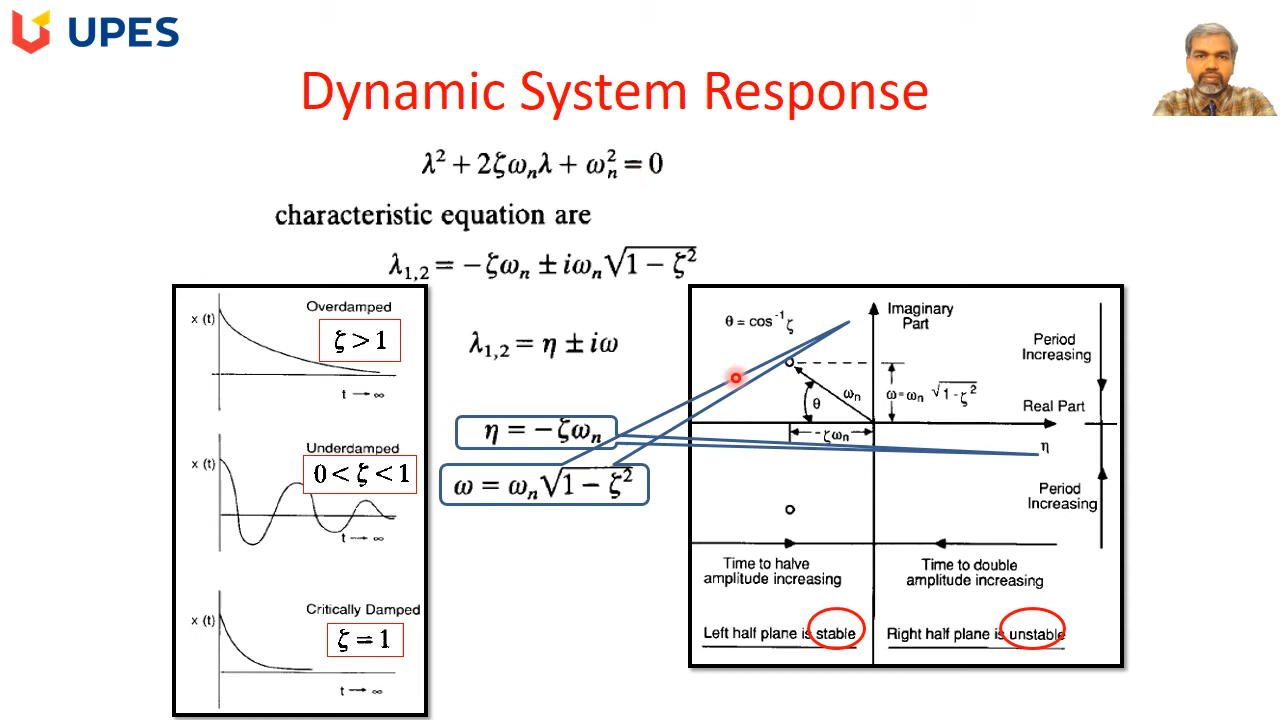 UPES
Dynamic System Response
λ² + 2ζωₙλ + ωₙ² = 0
characteristic equation are
λ₁,₂ = −ζωₙ ± iωₙ√(1 − ζ²)
λ₁,₂ = η ± iω
η = −ζωₙ
ω = ωₙ√(1 − ζ²)
Overdamped
x (t)
ζ > 1
t → ∞
Underdamped
x (t)
0 < ζ < 1
t → ∞
Critically Damped
x (t)
ζ = 1
t → ∞
θ = cos⁻¹ ζ
Imaginary
Part
Period
Increasing
θ
ωₙ
ω=ωₙ √(1-ζ²)
Real Part
-ζωₙ
η
Period
Increasing
Time to halve
amplitude increasing
Time to double
amplitude increasing
Left half plane is stable
Right half plane is unstable